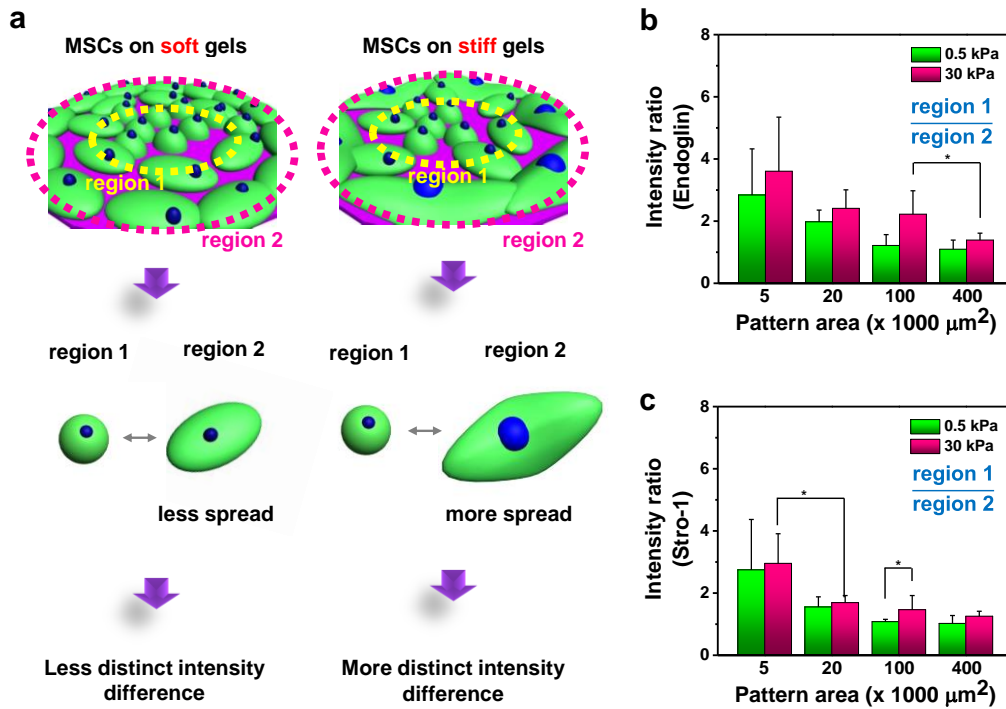 a
MSCs on soft gels
MSCs on stiff gels
region 1
region 2
region 1
region 2
region 1
region 2
region 1
region 2
less spread
more spread
Less distinct intensity
difference
More distinct intensity
difference
b
Intensity ratio
(Endoglin)
8
6
4
2
0
0.5 kPa
30 kPa
region 1
region 2
*
5
20
100
400
Pattern area (x 1000 μm²)
c
Intensity ratio
(Stro-1)
8
6
4
2
0
0.5 kPa
30 kPa
region 1
region 2
*
*
5
20
100
400
Pattern area (x 1000 μm²)